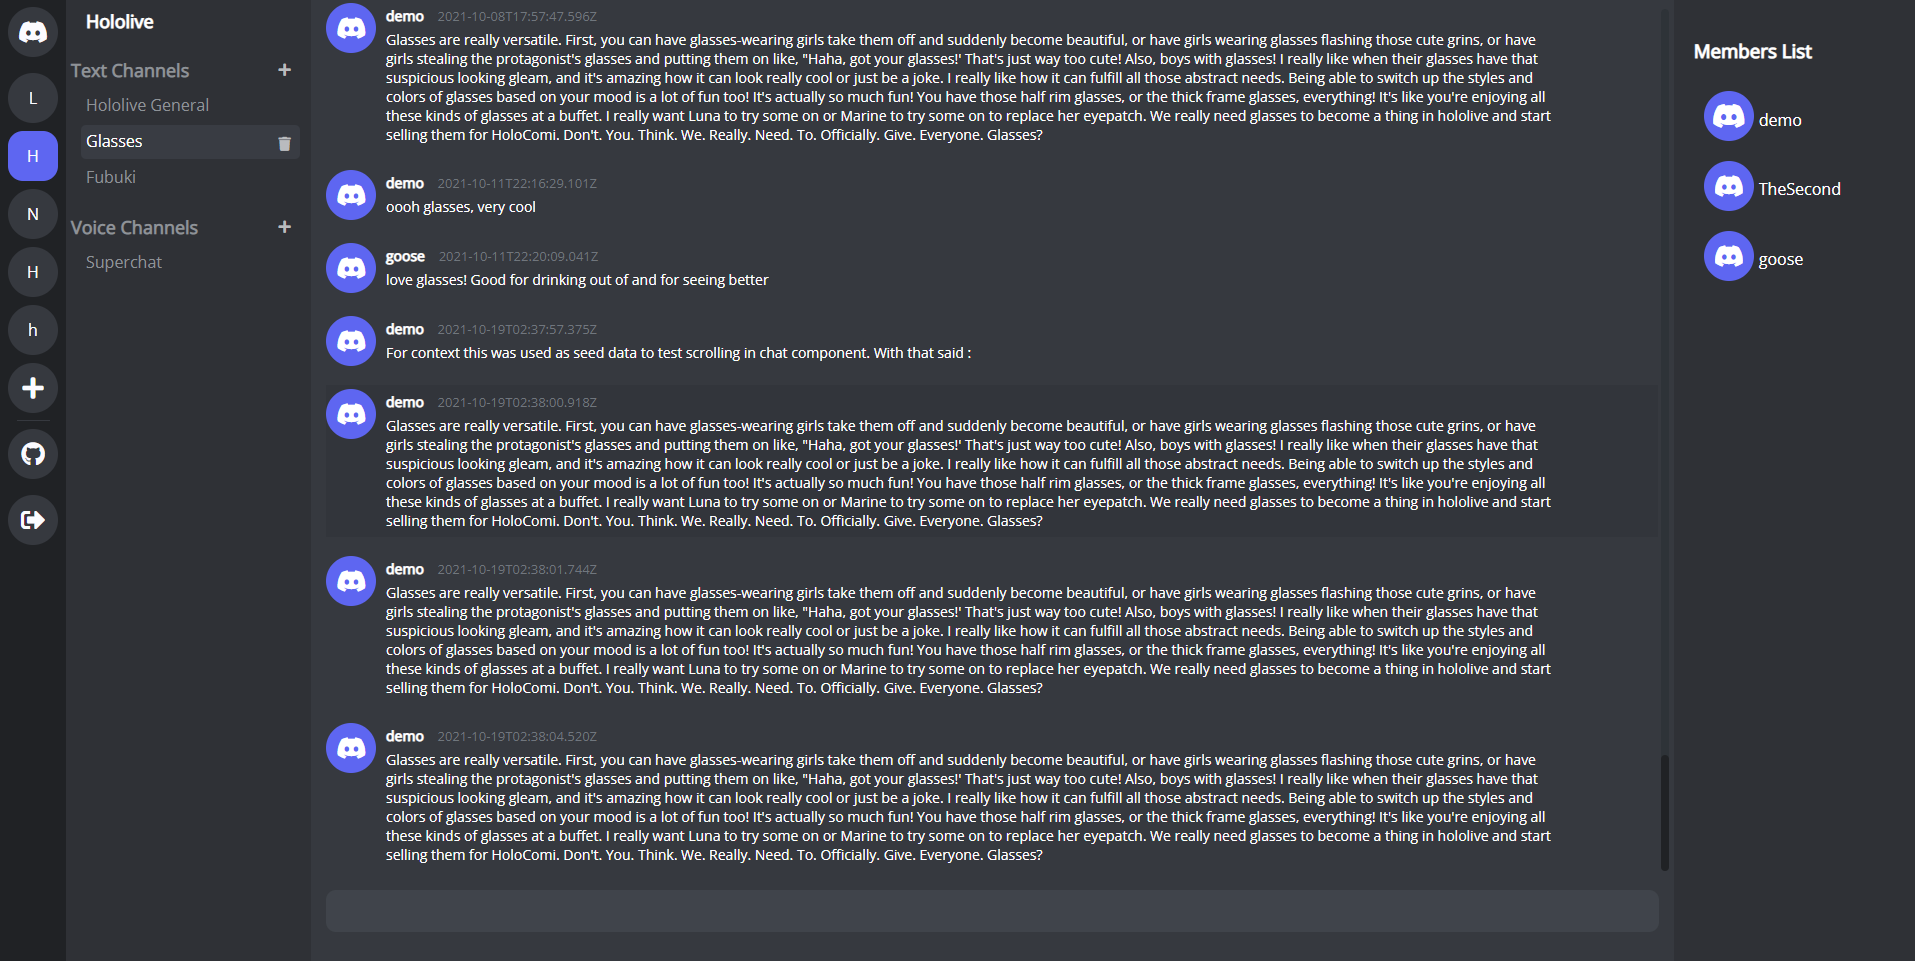 L
H
N
H
h
Hololive
Text Channels +
Hololive General
Glasses
Fubuki
Voice Channels +
Superchat
demo 2021-10-08T17:57:47.596Z
Glasses are really versatile. First, you can have glasses-wearing girls take them off and suddenly become beautiful, or have girls wearing glasses flashing those cute grins, or have
girls stealing the protagonist's glasses and putting them on like, "Haha, got your glasses!' That's just way too cute! Also, boys with glasses! I really like when their glasses have that
suspicious looking gleam, and it's amazing how it can look really cool or just be a joke. I really like how it can fulfill all those abstract needs. Being able to switch up the styles and
colors of glasses based on your mood is a lot of fun too! It's actually so much fun! You have those half rim glasses, or the thick frame glasses, everything! It's like you're enjoying all
these kinds of glasses at a buffet. I really want Luna to try some on or Marine to try some on to replace her eyepatch. We really need glasses to become a thing in hololive and start
selling them for HoloComi. Don't. You. Think. We. Really. Need. To. Officially. Give. Everyone. Glasses?
demo 2021-10-11T22:16:29.101Z
oooh glasses, very cool
goose 2021-10-11T22:20:09.041Z
love glasses! Good for drinking out of and for seeing better
demo 2021-10-19T02:37:57.375Z
For context this was used as seed data to test scrolling in chat component. With that said :
demo 2021-10-19T02:38:00.918Z
Glasses are really versatile. First, you can have glasses-wearing girls take them off and suddenly become beautiful, or have girls wearing glasses flashing those cute grins, or have
girls stealing the protagonist's glasses and putting them on like, "Haha, got your glasses!' That's just way too cute! Also, boys with glasses! I really like when their glasses have that
suspicious looking gleam, and it's amazing how it can look really cool or just be a joke. I really like how it can fulfill all those abstract needs. Being able to switch up the styles and
colors of glasses based on your mood is a lot of fun too! It's actually so much fun! You have those half rim glasses, or the thick frame glasses, everything! It's like you're enjoying all
these kinds of glasses at a buffet. I really want Luna to try some on or Marine to try some on to replace her eyepatch. We really need glasses to become a thing in hololive and start
selling them for HoloComi. Don't. You. Think. We. Really. Need. To. Officially. Give. Everyone. Glasses?
demo 2021-10-19T02:38:01.744Z
Glasses are really versatile. First, you can have glasses-wearing girls take them off and suddenly become beautiful, or have girls wearing glasses flashing those cute grins, or have
girls stealing the protagonist's glasses and putting them on like, "Haha, got your glasses!' That's just way too cute! Also, boys with glasses! I really like when their glasses have that
suspicious looking gleam, and it's amazing how it can look really cool or just be a joke. I really like how it can fulfill all those abstract needs. Being able to switch up the styles and
colors of glasses based on your mood is a lot of fun too! It's actually so much fun! You have those half rim glasses, or the thick frame glasses, everything! It's like you're enjoying all
these kinds of glasses at a buffet. I really want Luna to try some on or Marine to try some on to replace her eyepatch. We really need glasses to become a thing in hololive and start
selling them for HoloComi. Don't. You. Think. We. Really. Need. To. Officially. Give. Everyone. Glasses?
demo 2021-10-19T02:38:04.520Z
Glasses are really versatile. First, you can have glasses-wearing girls take them off and suddenly become beautiful, or have girls wearing glasses flashing those cute grins, or have
girls stealing the protagonist's glasses and putting them on like, "Haha, got your glasses!' That's just way too cute! Also, boys with glasses! I really like when their glasses have that
suspicious looking gleam, and it's amazing how it can look really cool or just be a joke. I really like how it can fulfill all those abstract needs. Being able to switch up the styles and
colors of glasses based on your mood is a lot of fun too! It's actually so much fun! You have those half rim glasses, or the thick frame glasses, everything! It's like you're enjoying all
these kinds of glasses at a buffet. I really want Luna to try some on or Marine to try some on to replace her eyepatch. We really need glasses to become a thing in hololive and start
selling them for HoloComi. Don't. You. Think. We. Really. Need. To. Officially. Give. Everyone. Glasses?
Members List
demo
TheSecond
goose